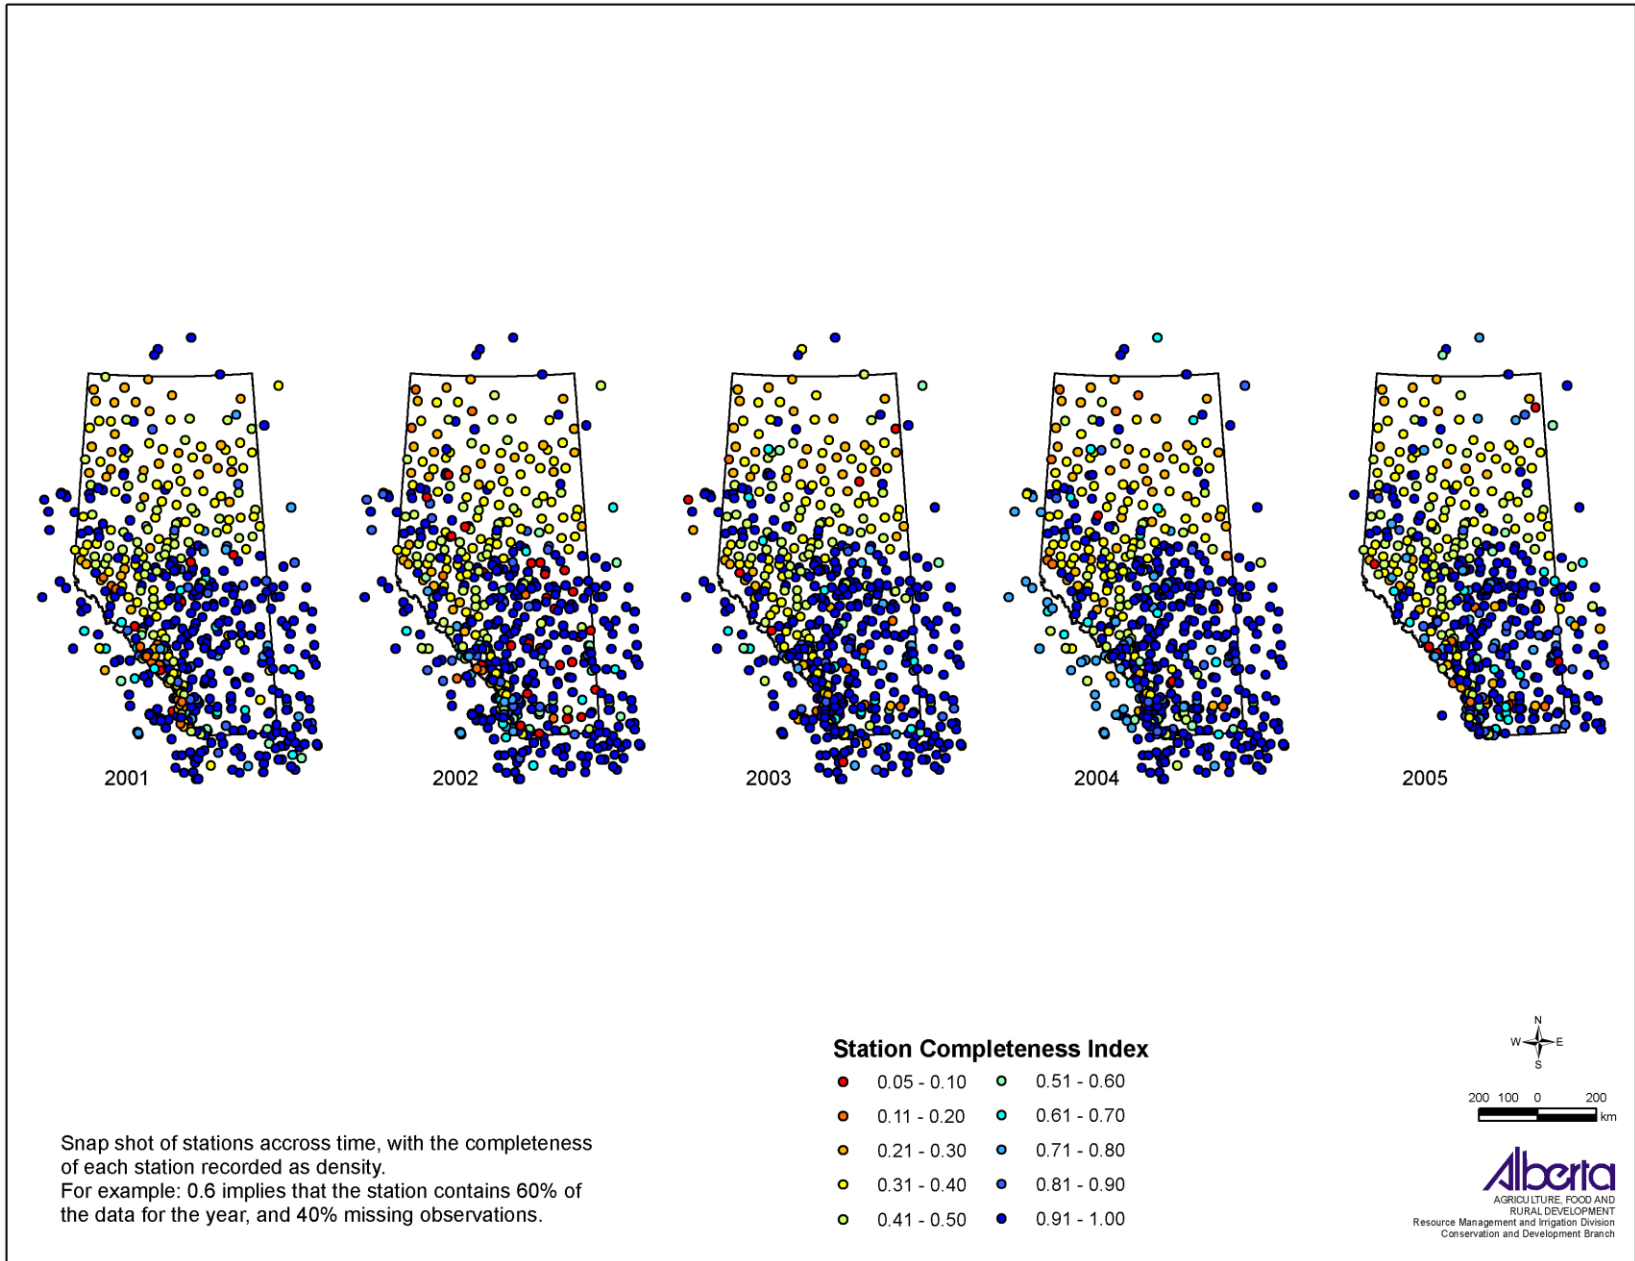 2001
2002
2003
2004
2005
Station Completeness Index
0.05 - 0.10
0.11 - 0.20
0.21 - 0.30
0.31 - 0.40
0.41 - 0.50
0.51 - 0.60
0.61 - 0.70
0.71 - 0.80
0.81 - 0.90
0.91 - 1.00
Snap shot of stations accross time, with the completeness
of each station recorded as density.
For example: 0.6 implies that the station contains 60% of
the data for the year, and 40% missing observations.
N
W E
S
200 100 0 200
km
Alberta
AGRICULTURE, FOOD AND
RURAL DEVELOPMENT
Resource Management and Irrigation Division
Conservation and Development Branch